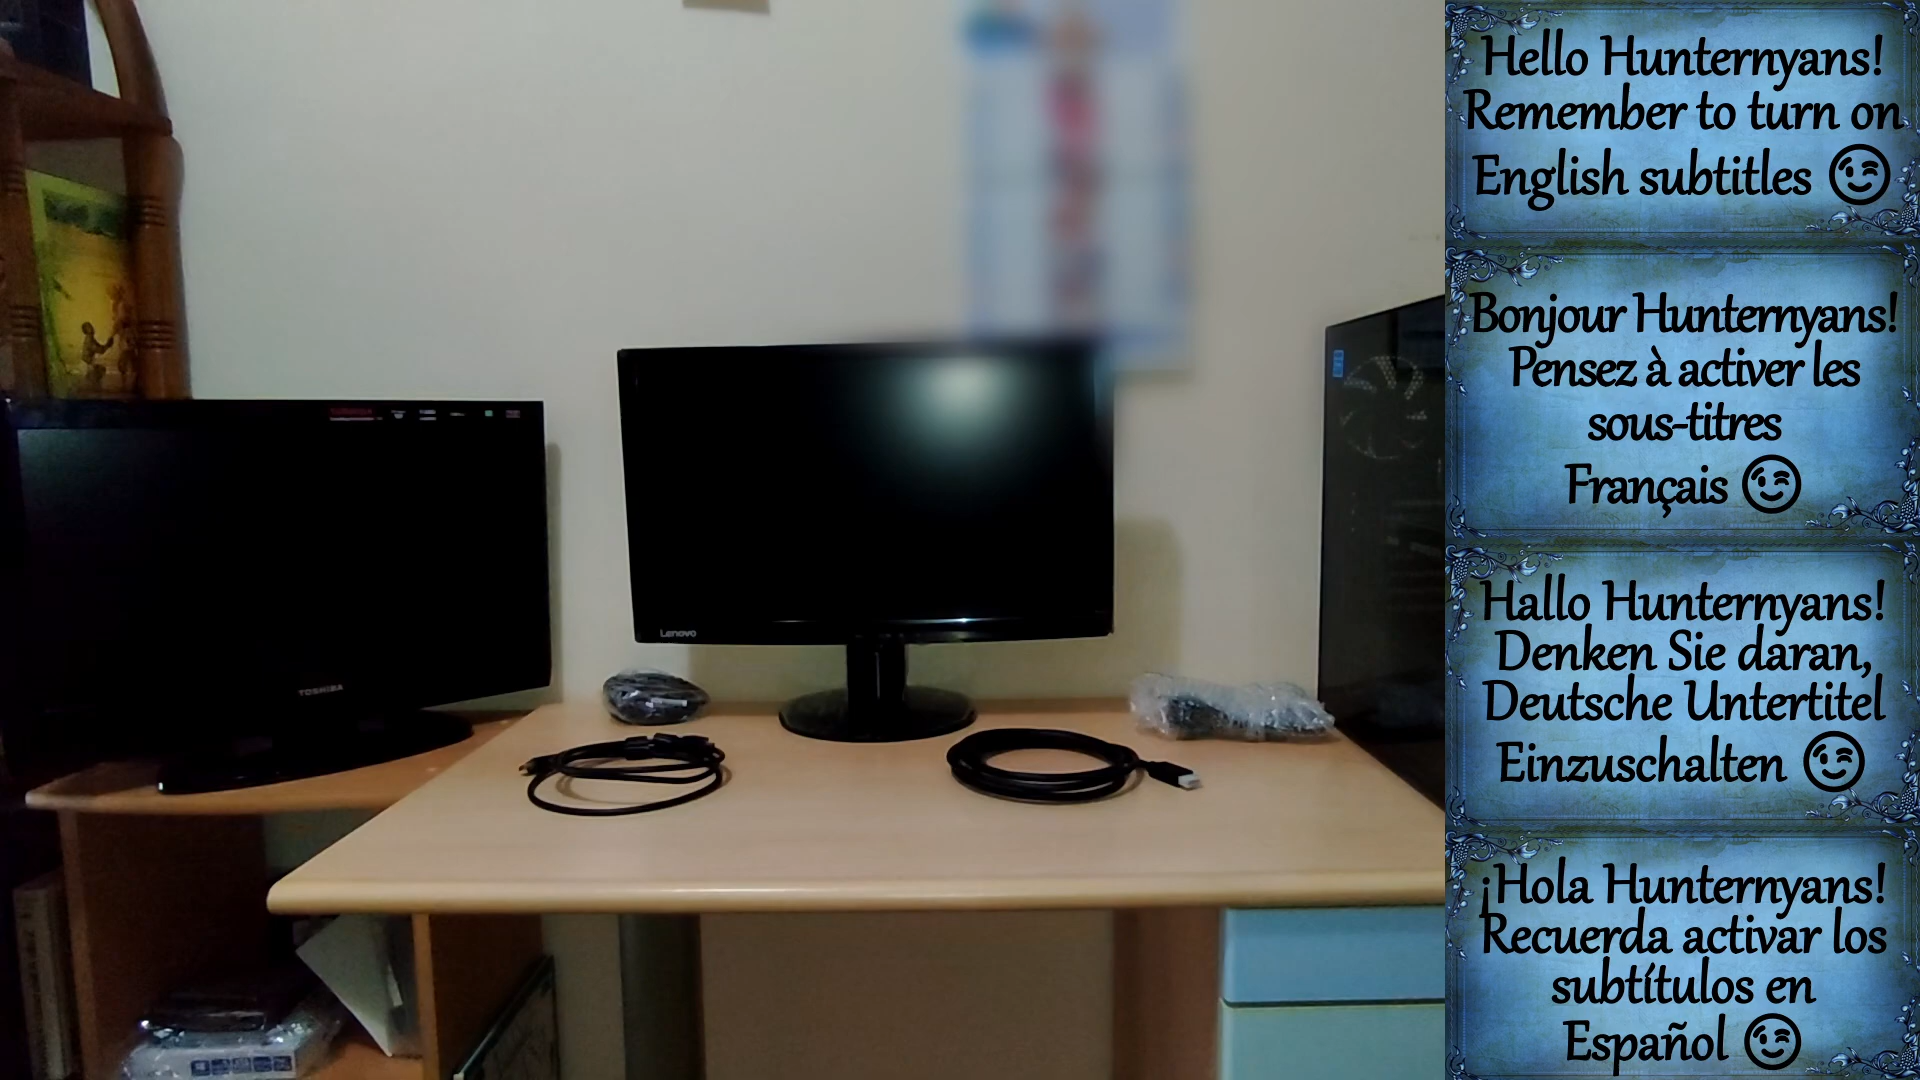 Hello Hunternyans!
Remember to turn on
English subtitles 😉
Bonjour Hunternyans!
Pensez à activer les
sous-titres
Français 😉
Hallo Hunternyans!
Denken Sie daran,
Deutsche Untertitel
Einzuschalten 😉
¡Hola Hunternyans!
Recuerda activar los
subtítulos en
Español 😉
TOSHIBA
Lenovo